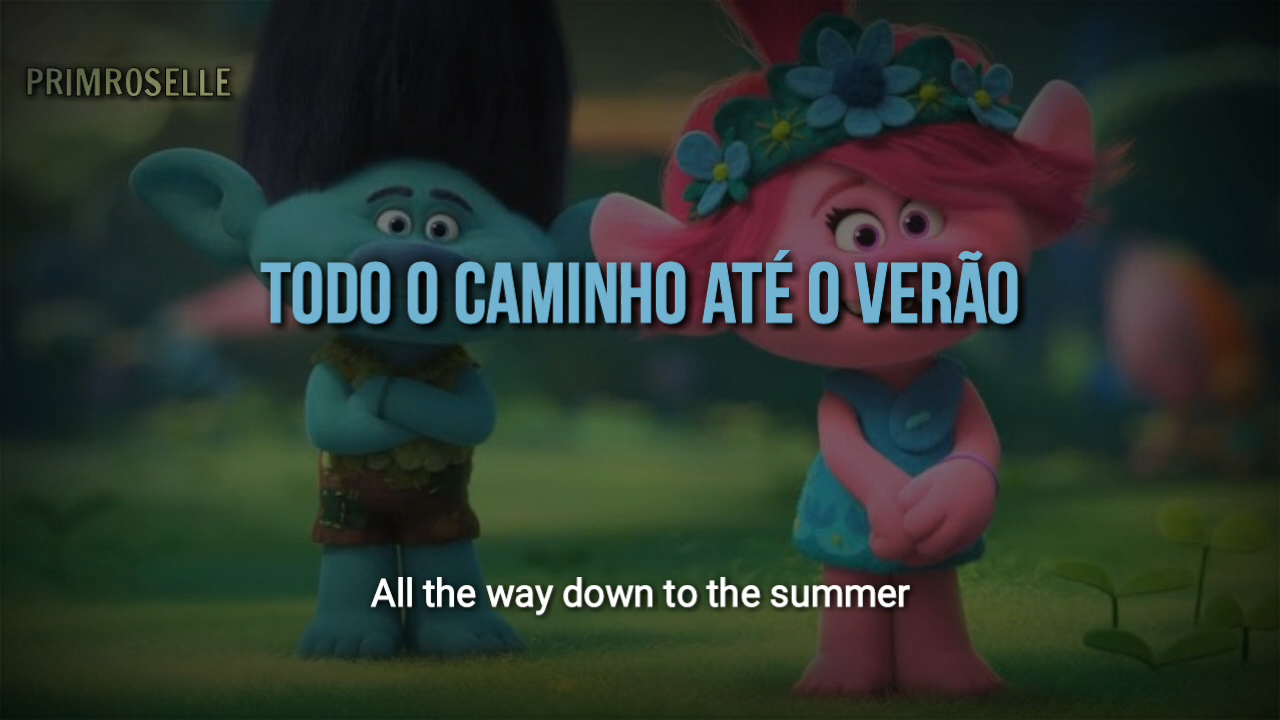 PRIMROSELLE
TODO O CAMINHO ATÉ O VERÃO
All the way down to the summer